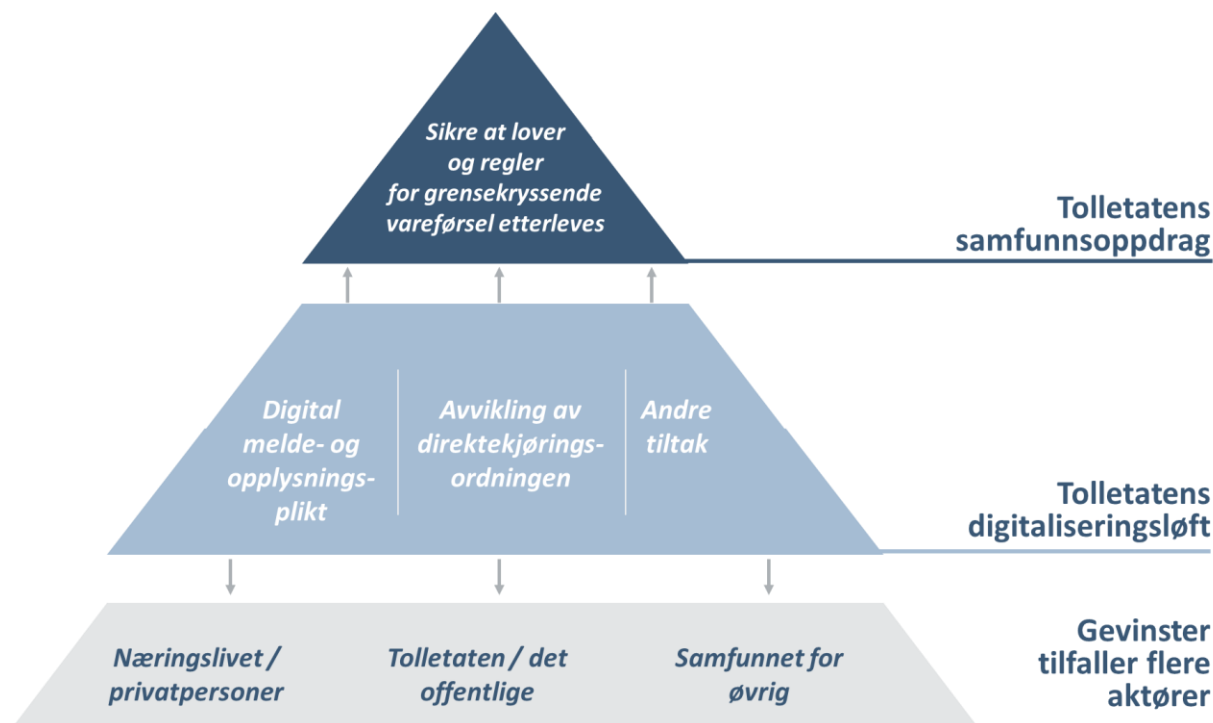 Sikre at lover
og regler
for grensekryssende
vareførsel etterleves
Tolletatens
samfunnsoppdrag
Digital
melde- og
opplysnings-
plikt
Avvikling av
direktekjørings-
ordningen
Andre
tiltak
Tolletatens
digitaliseringsløft
Næringslivet /
privatpersoner
Tolletaten / det
offentlige
Samfunnet for
øvrig
Gevinster
tilfaller flere
aktører